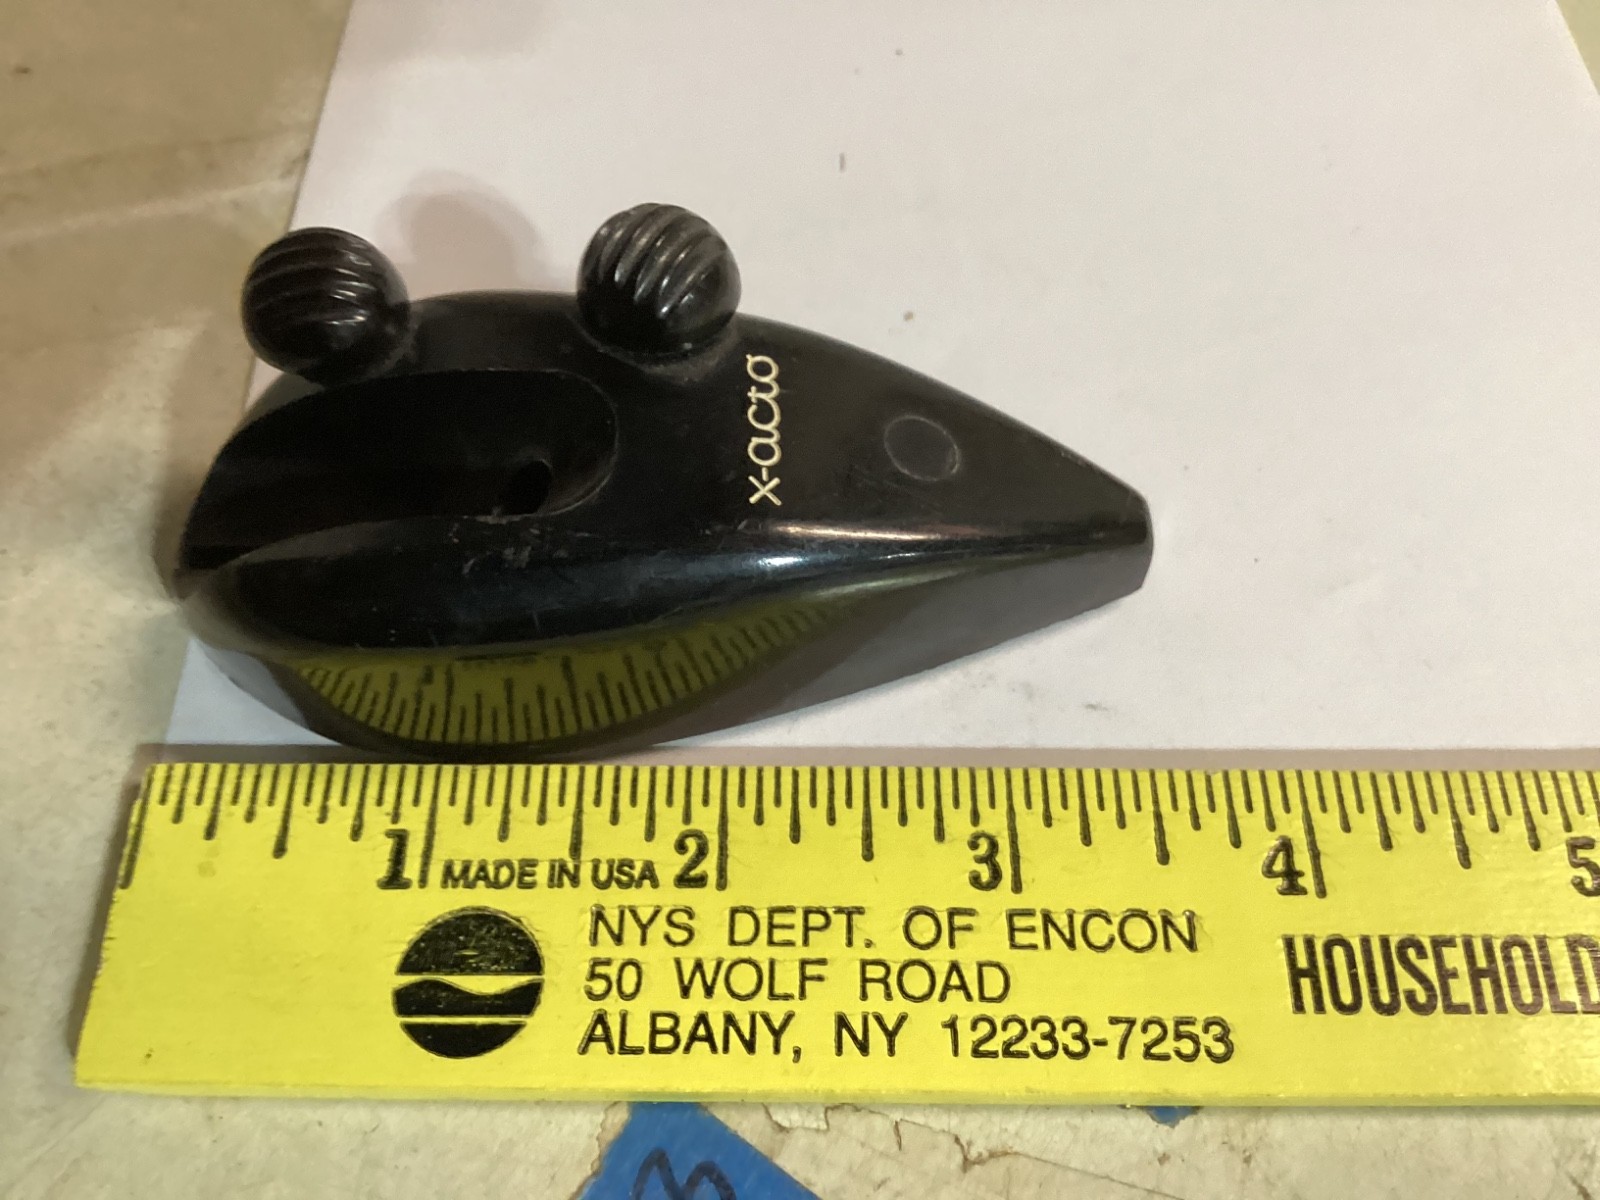 x-acto
1 2 3 4 5
MADE IN USA
NYS DEPT. OF ENCON
50 WOLF ROAD
ALBANY, NY 12233-7253
HOUSEHOLD